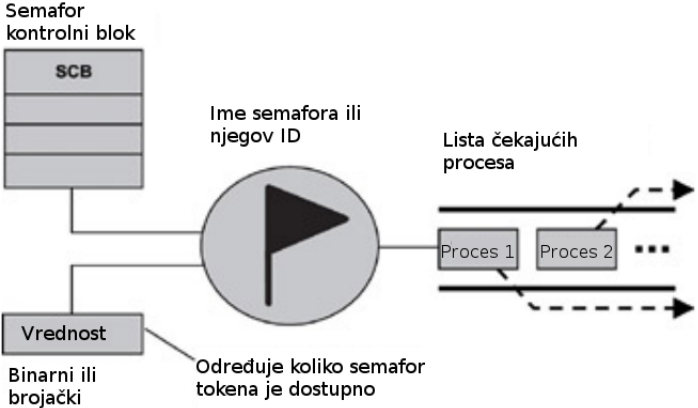 Semafor
kontrolni blok
SCB
Ime semafora ili
njegov ID
Lista čekajućih
procesa
Proces 1
Proces 2
Vrednost
Binarni ili
brojački
Određuje koliko semafor
tokena je dostupno